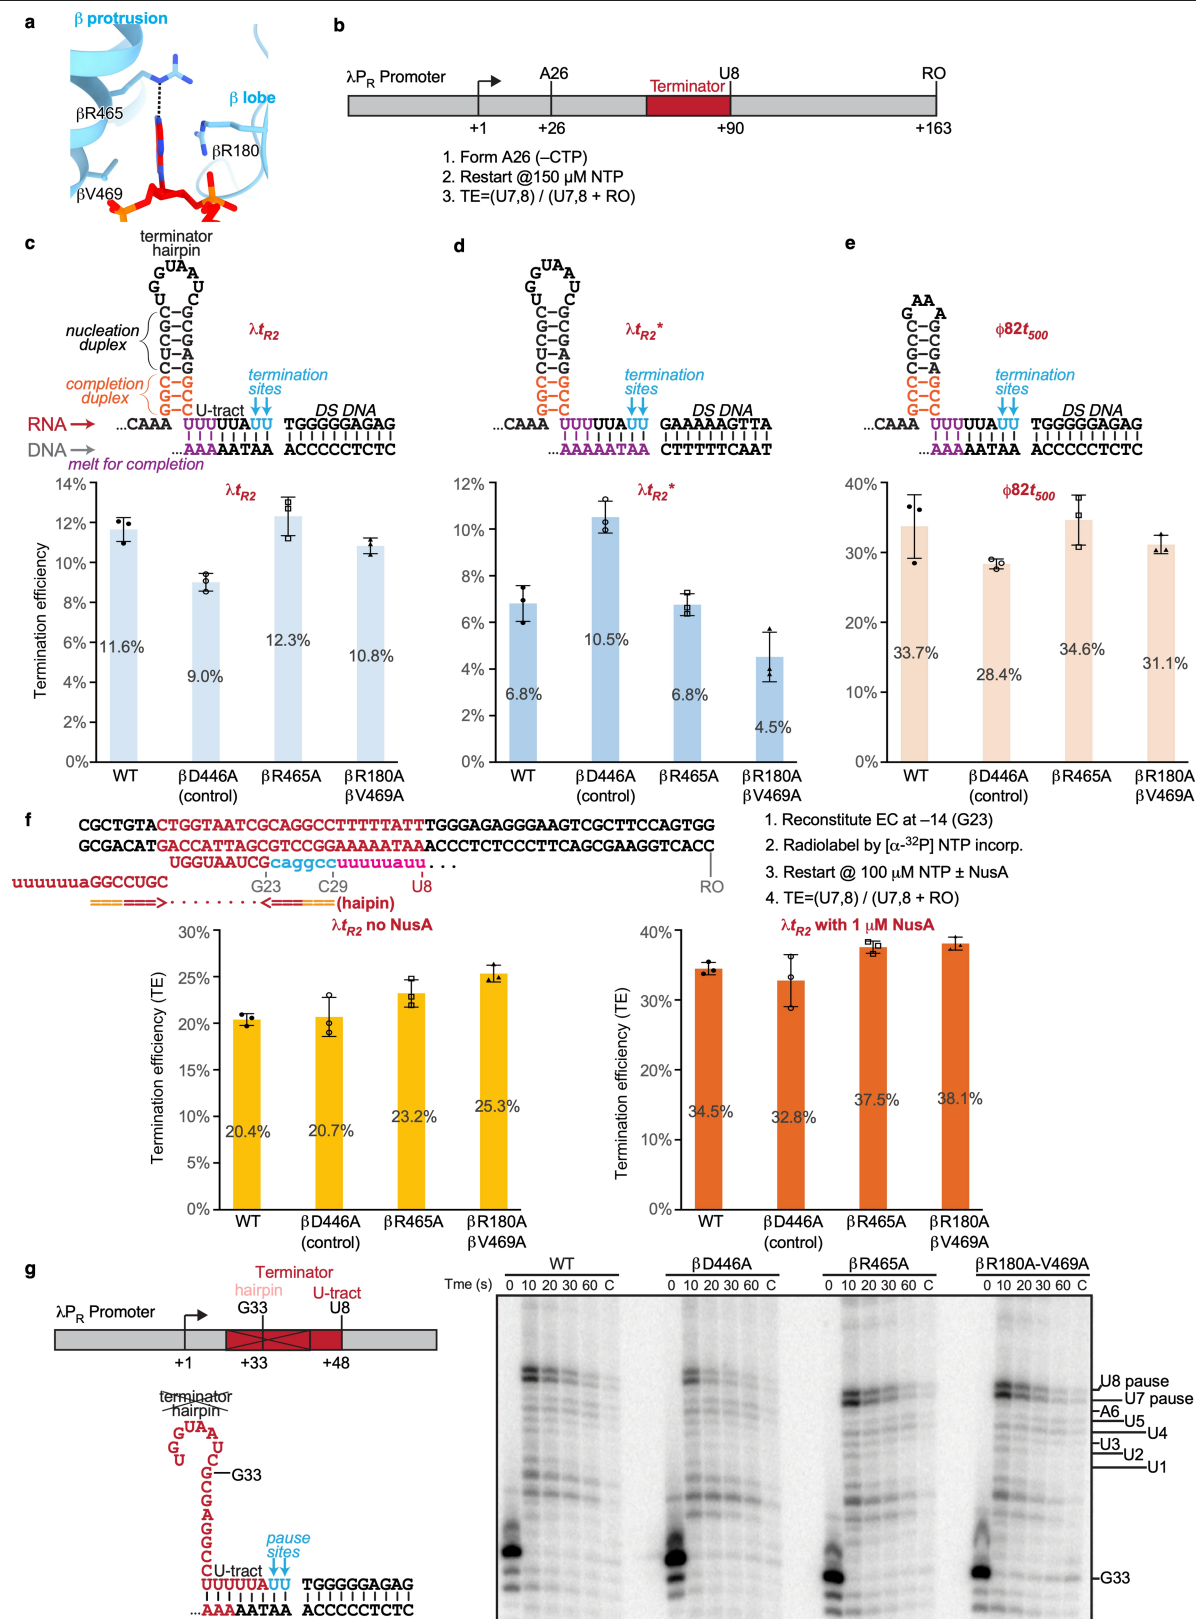 a
β protrusion
βR465
β lobe
βR180
βV469
b
λPR Promoter
A26
Terminator
U8
RO
+1
+26
+90
+163
1. Form A26 (–CTP)
2. Restart @150 µM NTP
3. TE=(U7,8) / (U7,8 + RO)
c
terminator
hairpin
nucleation
duplex
completion
duplex
λtR2
termination
sites
U-tract
DS DNA
RNA
...CAAA
UUUUUAUU TGGGGGAGAG
DNA
...AAAAATAA ACCCCCTCTC
melt for completion
d
λtR2*
termination
sites
DS DNA
...CAAA
UUUUUAUU GAAAAAGTTA
...AAAAATAA CTTTTTCAAT
e
ϕ82t500
termination
sites
DS DNA
...CAAA
UUUUUAUU TGGGGGAGAG
...AAAAATAA ACCCCCTCTC
Termination efficiency
14%
12%
10%
8%
6%
4%
2%
0%
λtR2
11.6%
9.0%
12.3%
10.8%
WT
βD446A
(control)
βR465A
βR180A
βV469A
12%
10%
8%
6%
4%
2%
0%
λtR2*
6.8%
10.5%
6.8%
4.5%
WT
βD446A
(control)
βR465A
βR180A
βV469A
40%
30%
20%
10%
0%
ϕ82t500
33.7%
28.4%
34.6%
31.1%
WT
βD446A
(control)
βR465A
βR180A
βV469A
f
CGCTGTACTGGTAATCGCAGGCCTTTTTATTTGGGAGAGGGAAGTCGCTTCCAGTGG
GCGACATGACCATTAGCGTCCGGAAAAATAAACCCTCTCCCTTCAGCGAAGGTCACC
UGGUAAUCGcaggccuuuuuauu...
uuuuuuaGGCCUGC
G23
C29
U8
RO
===
===>
<===
===
(haipin)
1. Reconstitute EC at –14 (G23)
2. Radiolabel by [α-32P] NTP incorp.
3. Restart @ 100 µM NTP ± NusA
4. TE=(U7,8) / (U7,8 + RO)
λtR2 no NusA
Termination efficiency (TE)
30%
25%
20%
15%
10%
5%
0%
20.4%
20.7%
23.2%
25.3%
WT
βD446A
(control)
βR465A
βR180A
βV469A
λtR2 with 1 µM NusA
Termination efficiency (TE)
40%
30%
20%
10%
0%
34.5%
32.8%
37.5%
38.1%
WT
βD446A
(control)
βR465A
βR180A
βV469A
g
Terminator
hairpin
U-tract
λPR Promoter
G33
U8
+1
+33
+48
terminator
hairpin
G33
pause
sites
U-tract
UUUUUAUU TGGGGGAGAG
...AAAAATAA ACCCCCTCTC
WT
βD446A
βR465A
βR180A-V469A
Tme (s)
0 10 20 30 60 C
0 10 20 30 60 C
0 10 20 30 60 C
0 10 20 30 60 C
U8 pause
U7 pause
A6
U5
U4
U3
U2
U1
G33